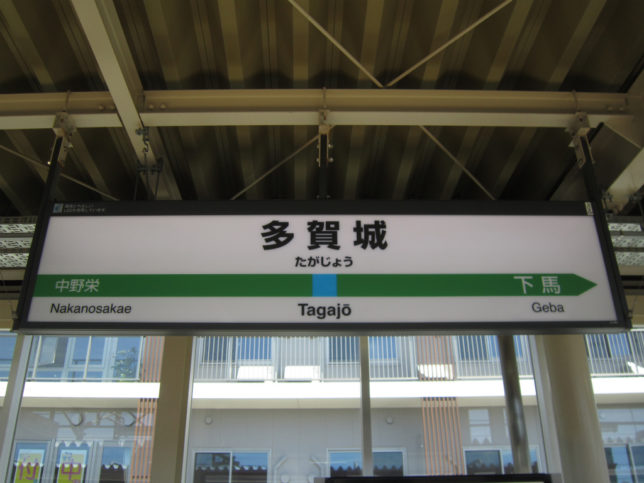 多賀城
たがじょう
中野栄
下馬
Nakanosakae
Tagajō
Geba